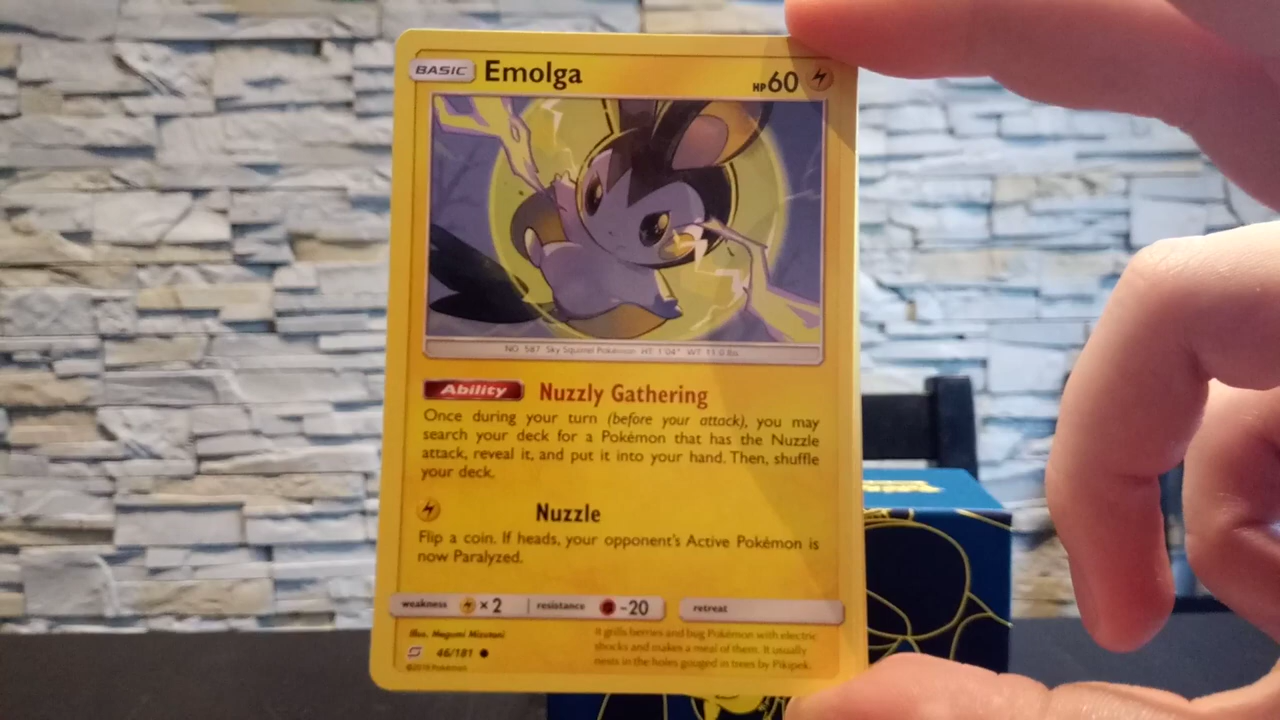 BASIC Emolga HP 60
NO. 587 Sky Squirrel Pokémon HT: 1'04" WT: 11.0 lbs.
Ability Nuzzly Gathering
Once during your turn (before your attack), you may
search your deck for a Pokémon that has the Nuzzle
attack, reveal it, and put it into your hand. Then, shuffle
your deck.
Nuzzle
Flip a coin. If heads, your opponent's Active Pokémon is
now Paralyzed.
weakness ×2 resistance -20 retreat
Illus. Megumi Mizutani
46/181
©2019 Pokémon
It grills berries and bug Pokémon with electric
shocks and makes a meal of them. It usually
nests in the holes gouged in trees by Pikipek.